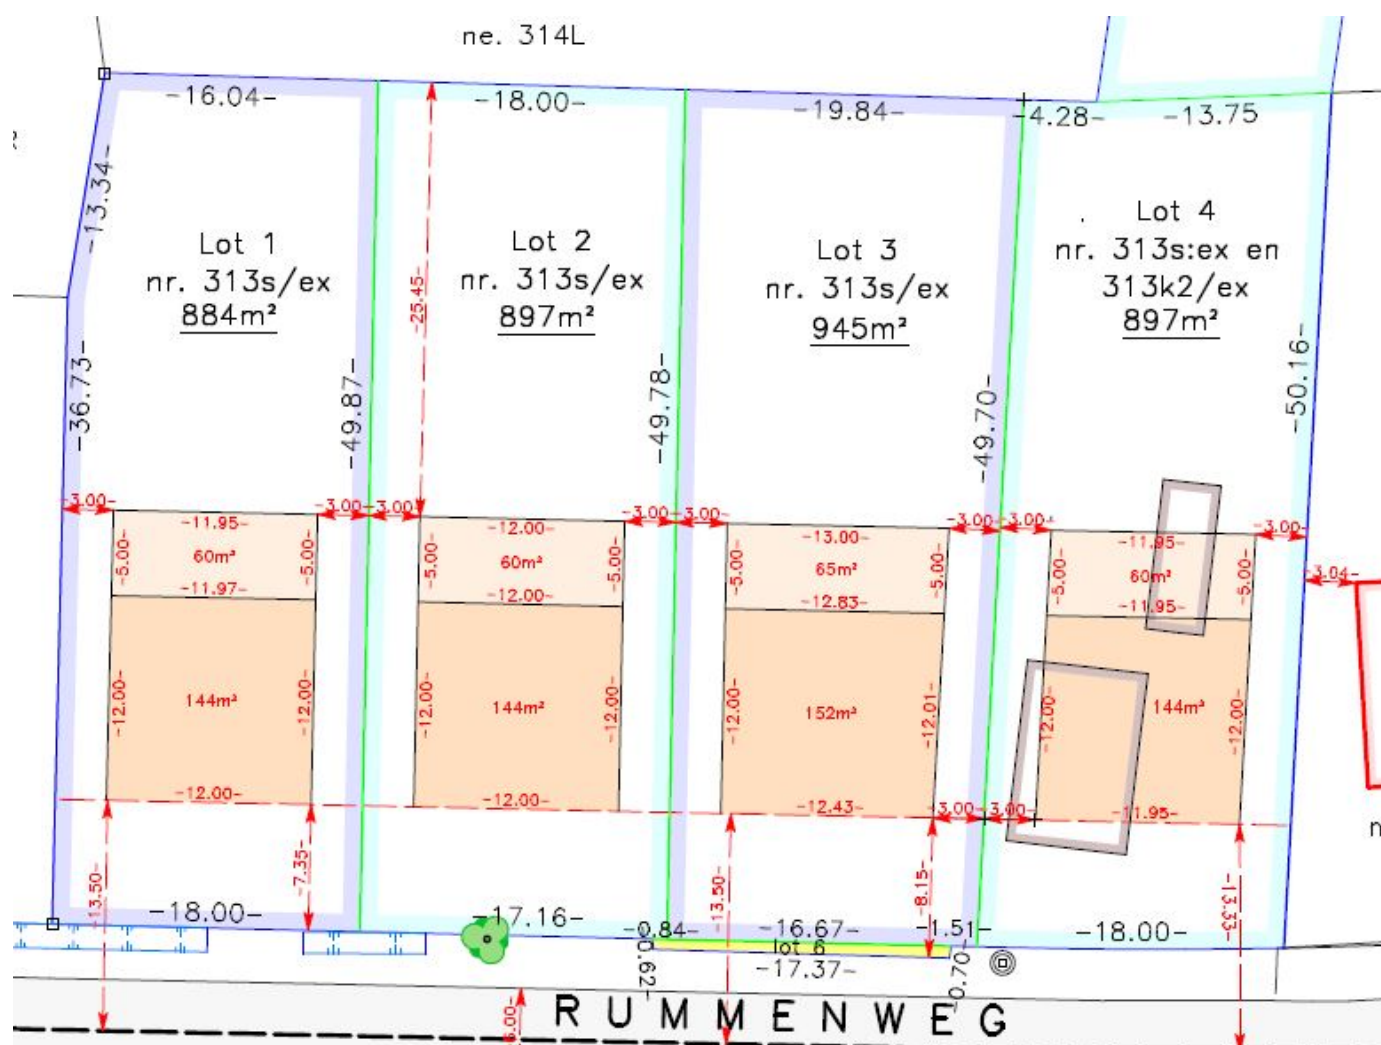 ne. 314L
-16.04-
-18.00-
-19.84-
-4.28-
-13.75
-13.34-
Lot 1
nr. 313s/ex
884m²
Lot 2
nr. 313s/ex
897m²
Lot 3
nr. 313s/ex
945m²
Lot 4
nr. 313s:ex en
313k2/ex
897m²
-25.45-
-36.73-
-49.87-
-49.78-
-49.70-
-50.16-
-3.00-
-3.00-
-3.00-
-3.00-
-3.00-
-3.00-
-3.00-
-3.00-
-3.04-
-11.95-
-12.00-
-13.00-
-11.95-
-5.00-
60m²
-5.00-
-5.00-
60m²
-5.00-
-5.00-
65m²
-5.00-
-5.00-
60m²
-5.00-
-11.97-
-12.00-
-12.83-
-11.95-
-12.00-
144m²
-12.00-
-12.00-
144m²
-12.00-
-12.00-
152m²
-12.01-
-12.00-
144m²
-12.00-
-12.00-
-12.00-
-12.43-
-3.00-
-3.00-
-11.95-
-13.50-
-7.35-
-13.50-
-8.15-
-13.33-
-18.00-
-17.16-
-0.84-
-16.67-
-1.51-
-18.00-
lot 6
-0.62-
-17.37-
-0.70-
RUMMENWEG